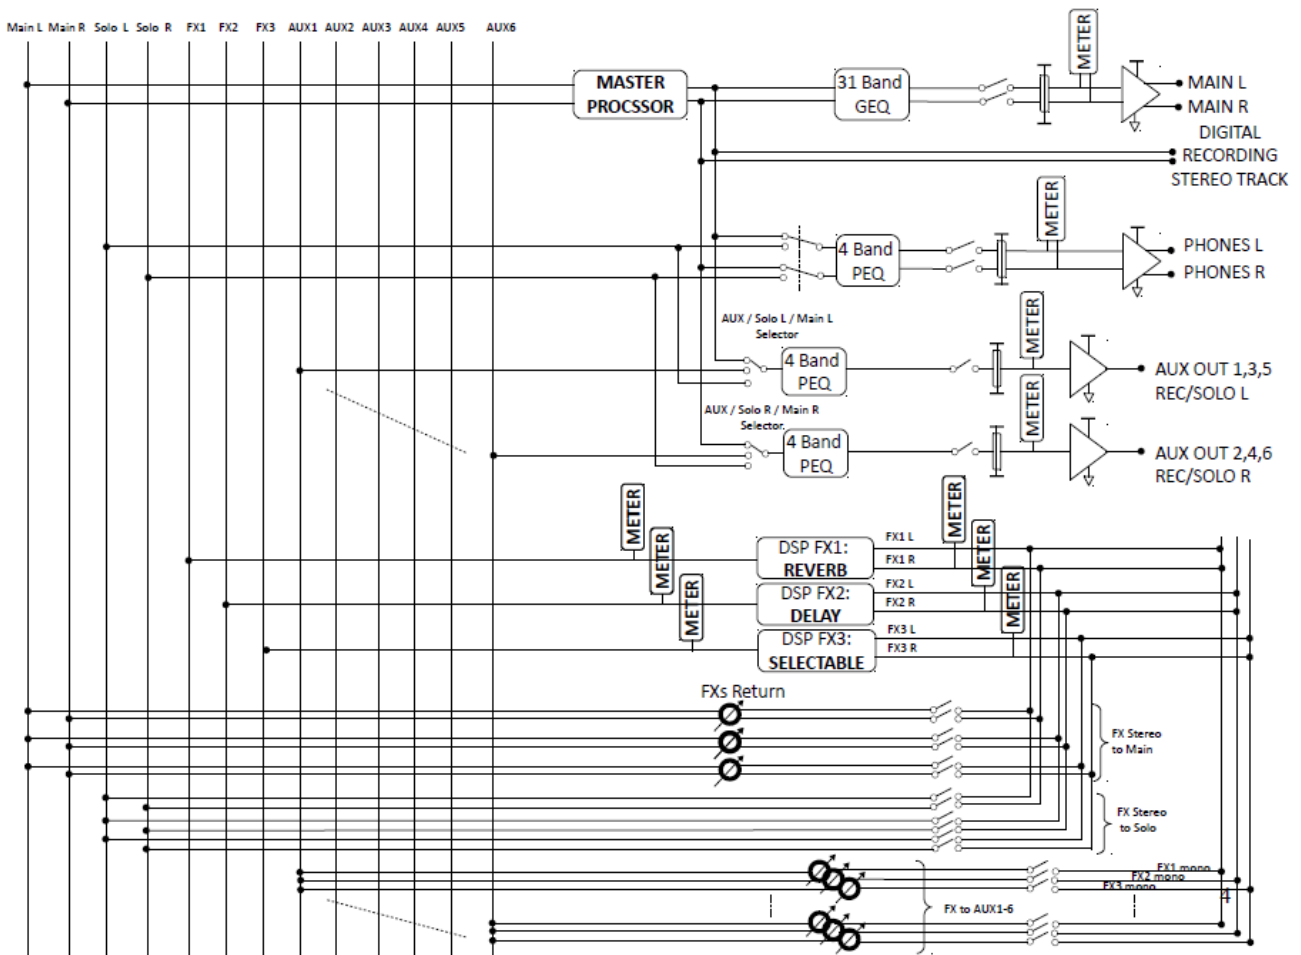 Main L Main R Solo L Solo R FX1 FX2 FX3 AUX1 AUX2 AUX3 AUX4 AUX5 AUX6
METER
MASTER
PROCSSOR
31 Band
GEQ
MAIN L
MAIN R
DIGITAL
RECORDING
STEREO TRACK
METER
4 Band
PEQ
PHONES L
PHONES R
AUX / Solo L / Main L
Selector
METER
4 Band
PEQ
AUX OUT 1,3,5
REC/SOLO L
AUX / Solo R / Main R
Selector.
METER
4 Band
PEQ
AUX OUT 2,4,6
REC/SOLO R
METER
METER
METER
DSP FX1:
REVERB
FX1 L
FX1 R
METER
DSP FX2:
DELAY
FX2 L
FX2 R
METER
DSP FX3:
SELECTABLE
FX3 L
FX3 R
METER
FXs Return
FX Stereo
to Main
FX Stereo
to Solo
FX1 mono
FX2 mono
FX3 mono
4
FX to AUX1-6